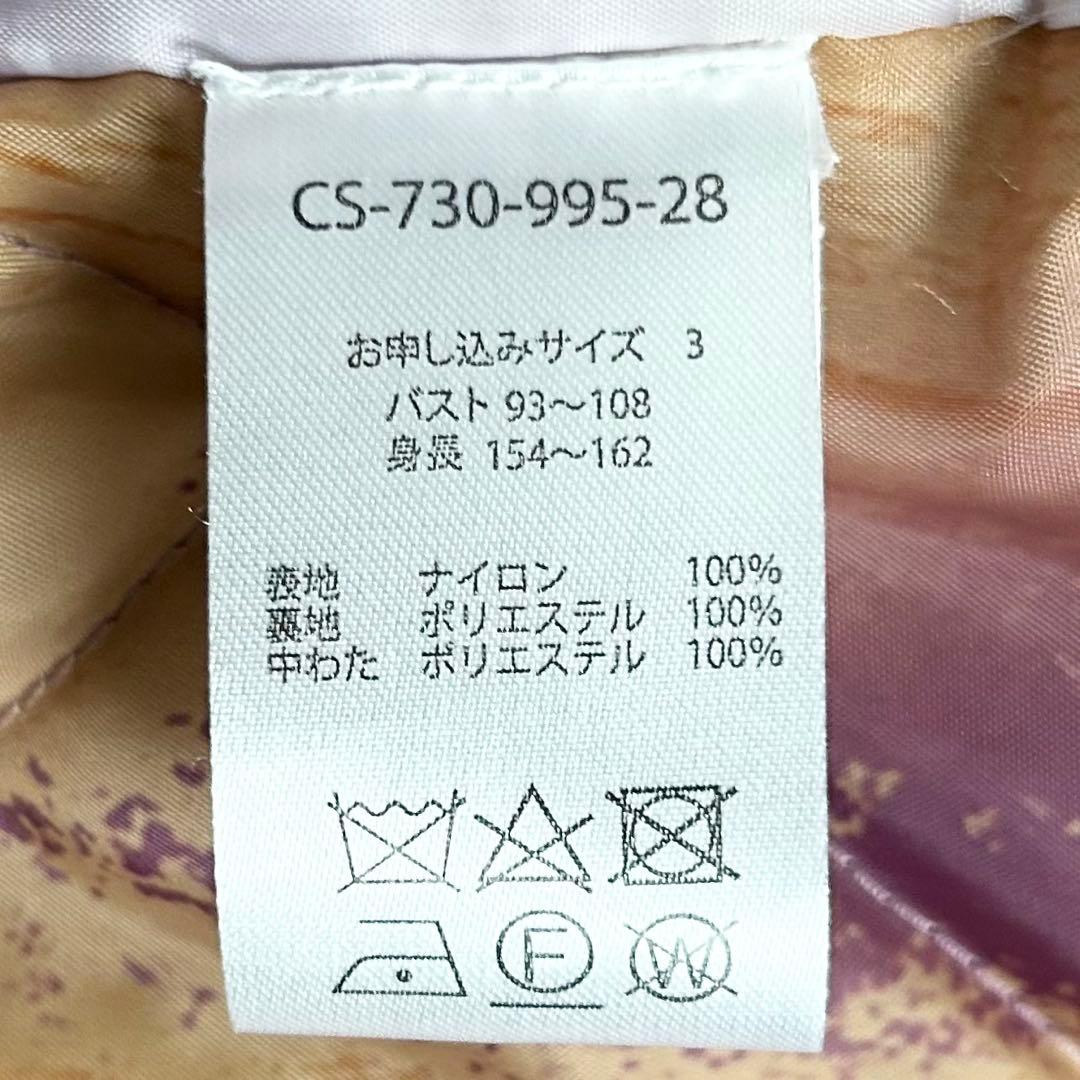 CS-730-995-28
お申し込みサイズ 3
バスト 93～108
身長 154～162
表地 ナイロン 100%
裏地 ポリエステル 100%
中わた ポリエステル 100%
F W